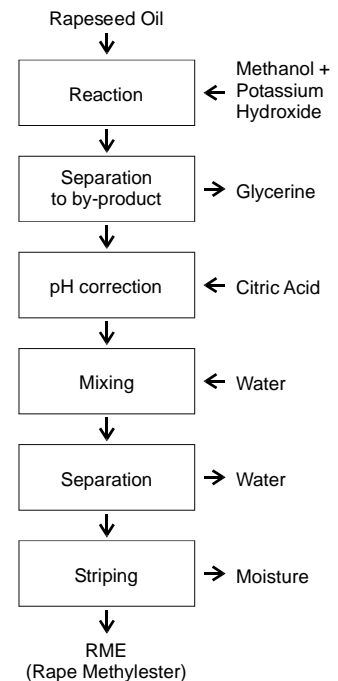 Rapeseed Oil
Reaction
Methanol +
Potassium
Hydroxide
Separation
to by-product
Glycerine
pH correction
Citric Acid
Mixing
Water
Separation
Water
Striping
Moisture
RME
(Rape Methylester)